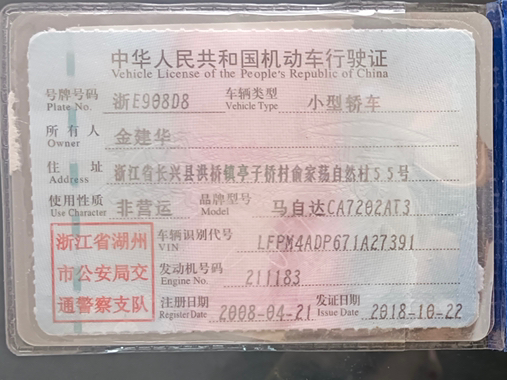 中华人民共和国机动车行驶证
Vehicle License of the People's Republic of China
号牌号码 浙E908D8 车辆类型 小型轿车
Plate No. Vehicle Type
所有人 金建华
Owner
住址 浙江省长兴县洪桥镇亭子桥村俞家荡自然村55号
Address
使用性质 非营运 品牌型号 马自达CA7202AT3
Use Character Model
浙江省湖州
市公安局交
通警察支队
车辆识别代号 LFPM4ADP671A27391
VIN
发动机号码 211183
Engine No.
注册日期 2008-04-21 发证日期 2018-10-22
Register Date Issue Date